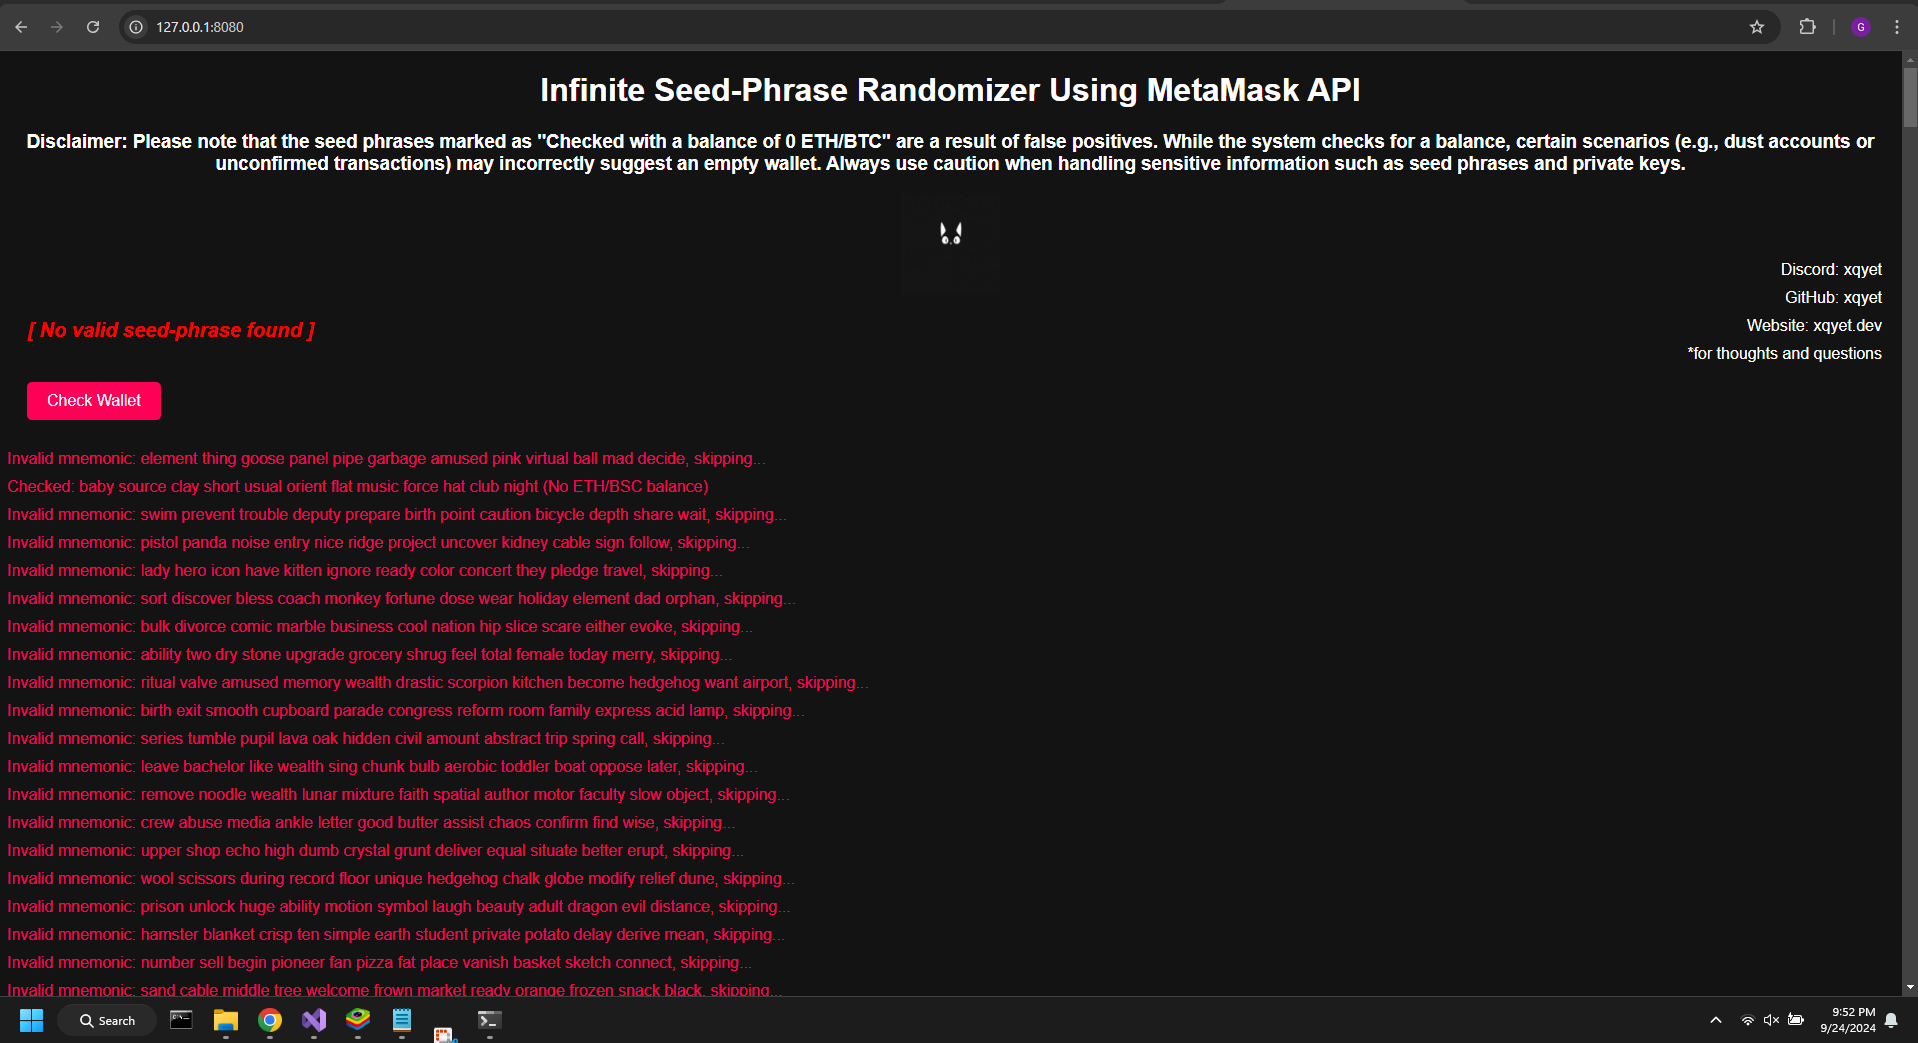 127.0.0.1:8080
G
Infinite Seed-Phrase Randomizer Using MetaMask API
Disclaimer: Please note that the seed phrases marked as "Checked with a balance of 0 ETH/BTC" are a result of false positives. While the system checks for a balance, certain scenarios (e.g., dust accounts or
unconfirmed transactions) may incorrectly suggest an empty wallet. Always use caution when handling sensitive information such as seed phrases and private keys.
Discord: xqyet
GitHub: xqyet
Website: xqyet.dev
*for thoughts and questions
[ No valid seed-phrase found ]
Check Wallet
Invalid mnemonic: element thing goose panel pipe garbage amused pink virtual ball mad decide, skipping...
Checked: baby source clay short usual orient flat music force hat club night (No ETH/BSC balance)
Invalid mnemonic: swim prevent trouble deputy prepare birth point caution bicycle depth share wait, skipping...
Invalid mnemonic: pistol panda noise entry nice ridge project uncover kidney cable sign follow, skipping...
Invalid mnemonic: lady hero icon have kitten ignore ready color concert they pledge travel, skipping...
Invalid mnemonic: sort discover bless coach monkey fortune dose wear holiday element dad orphan, skipping...
Invalid mnemonic: bulk divorce comic marble business cool nation hip slice scare either evoke, skipping...
Invalid mnemonic: ability two dry stone upgrade grocery shrug feel total female today merry, skipping...
Invalid mnemonic: ritual valve amused memory wealth drastic scorpion kitchen become hedgehog want airport, skipping...
Invalid mnemonic: birth exit smooth cupboard parade congress reform room family express acid lamp, skipping...
Invalid mnemonic: series tumble pupil lava oak hidden civil amount abstract trip spring call, skipping...
Invalid mnemonic: leave bachelor like wealth sing chunk bulb aerobic toddler boat oppose later, skipping...
Invalid mnemonic: remove noodle wealth lunar mixture faith spatial author motor faculty slow object, skipping...
Invalid mnemonic: crew abuse media ankle letter good butter assist chaos confirm find wise, skipping...
Invalid mnemonic: upper shop echo high dumb crystal grunt deliver equal situate better erupt, skipping...
Invalid mnemonic: wool scissors during record floor unique hedgehog chalk globe modify relief dune, skipping...
Invalid mnemonic: prison unlock huge ability motion symbol laugh beauty adult dragon evil distance, skipping...
Invalid mnemonic: hamster blanket crisp ten simple earth student private potato delay derive mean, skipping...
Invalid mnemonic: number sell begin pioneer fan pizza fat place vanish basket sketch connect, skipping...
Invalid mnemonic: sand cable middle tree welcome frown market ready orange frozen snack black, skipping...
Search
9:52 PM
9/24/2024